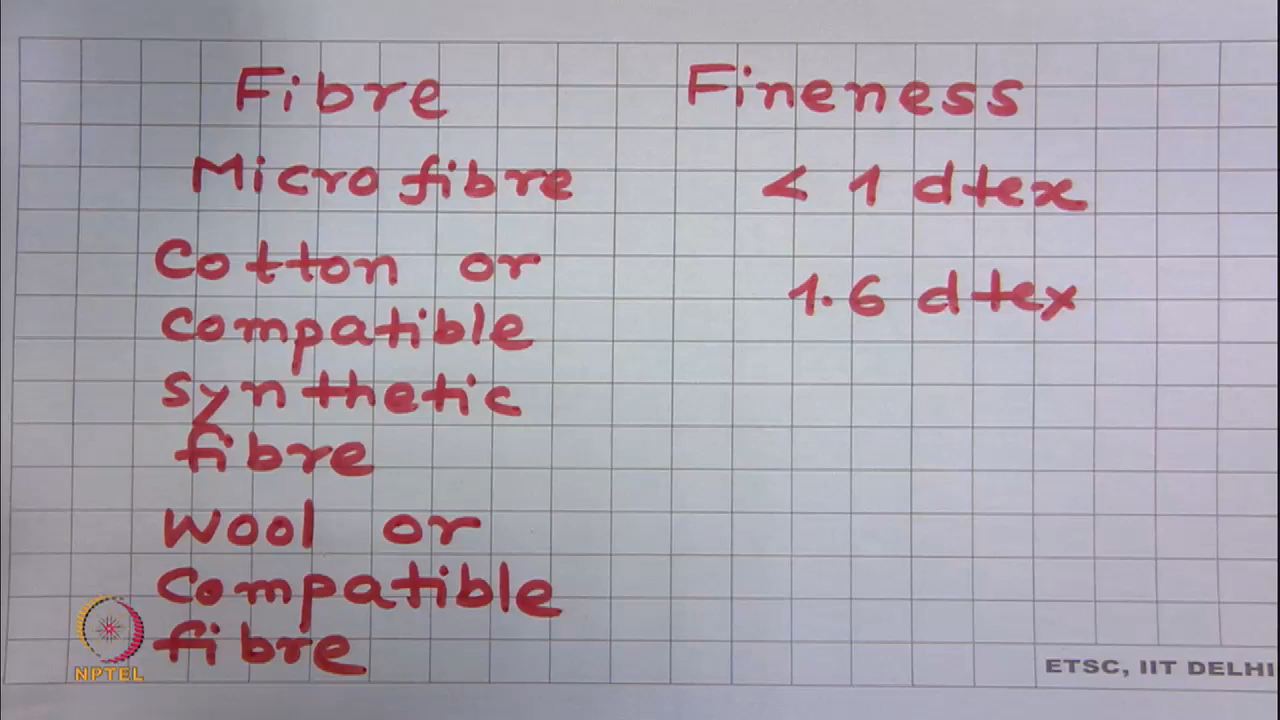 Fibre Fineness
Microfibre < 1 dtex
Cotton or
compatible 1.6 dtex
synthetic
fibre
Wool or
Compatible
fibre
NPTEL
ETSC, IIT DELHI